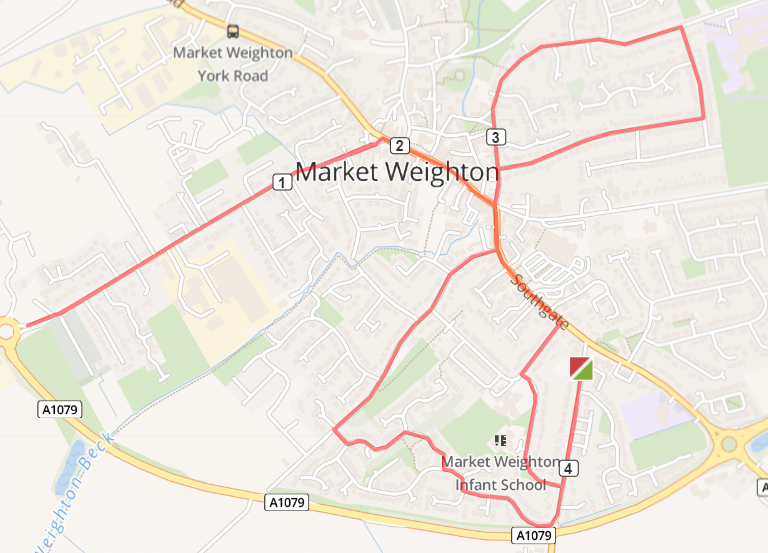 ad
Market Weighton
York Road
3
2
Market Weighton
1
Southgate
A1079
Market Weighton
Infant School
4
A1079
A1079
A
Weighton-Beck